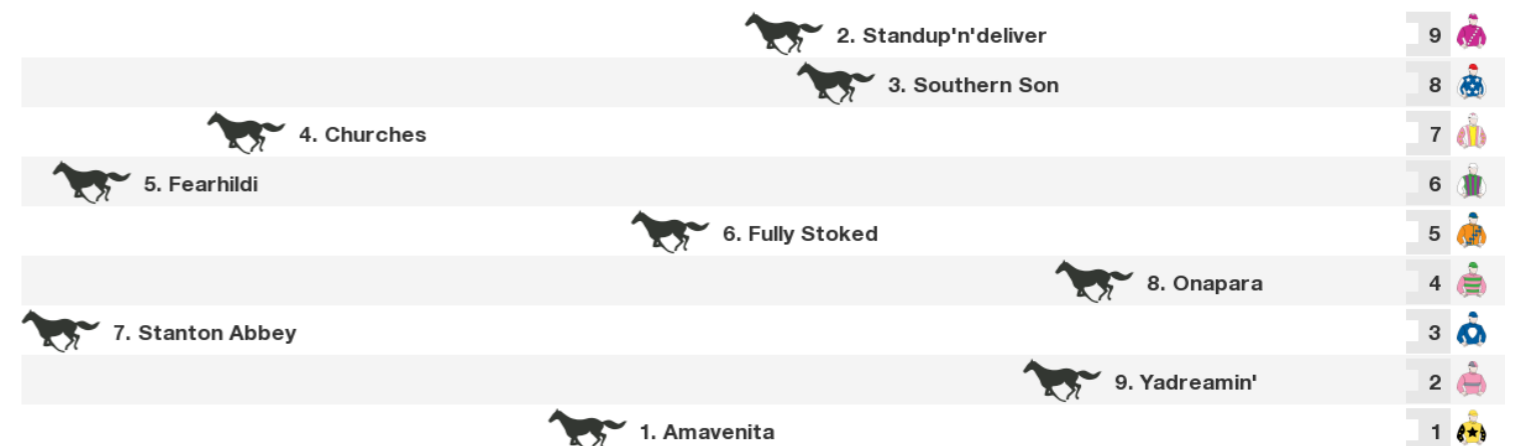 2. Standup'n'deliver 9
3. Southern Son 8
4. Churches 7
5. Fearhildi 6
6. Fully Stoked 5
8. Onapara 4
7. Stanton Abbey 3
9. Yadreamin' 2
1. Amavenita 1